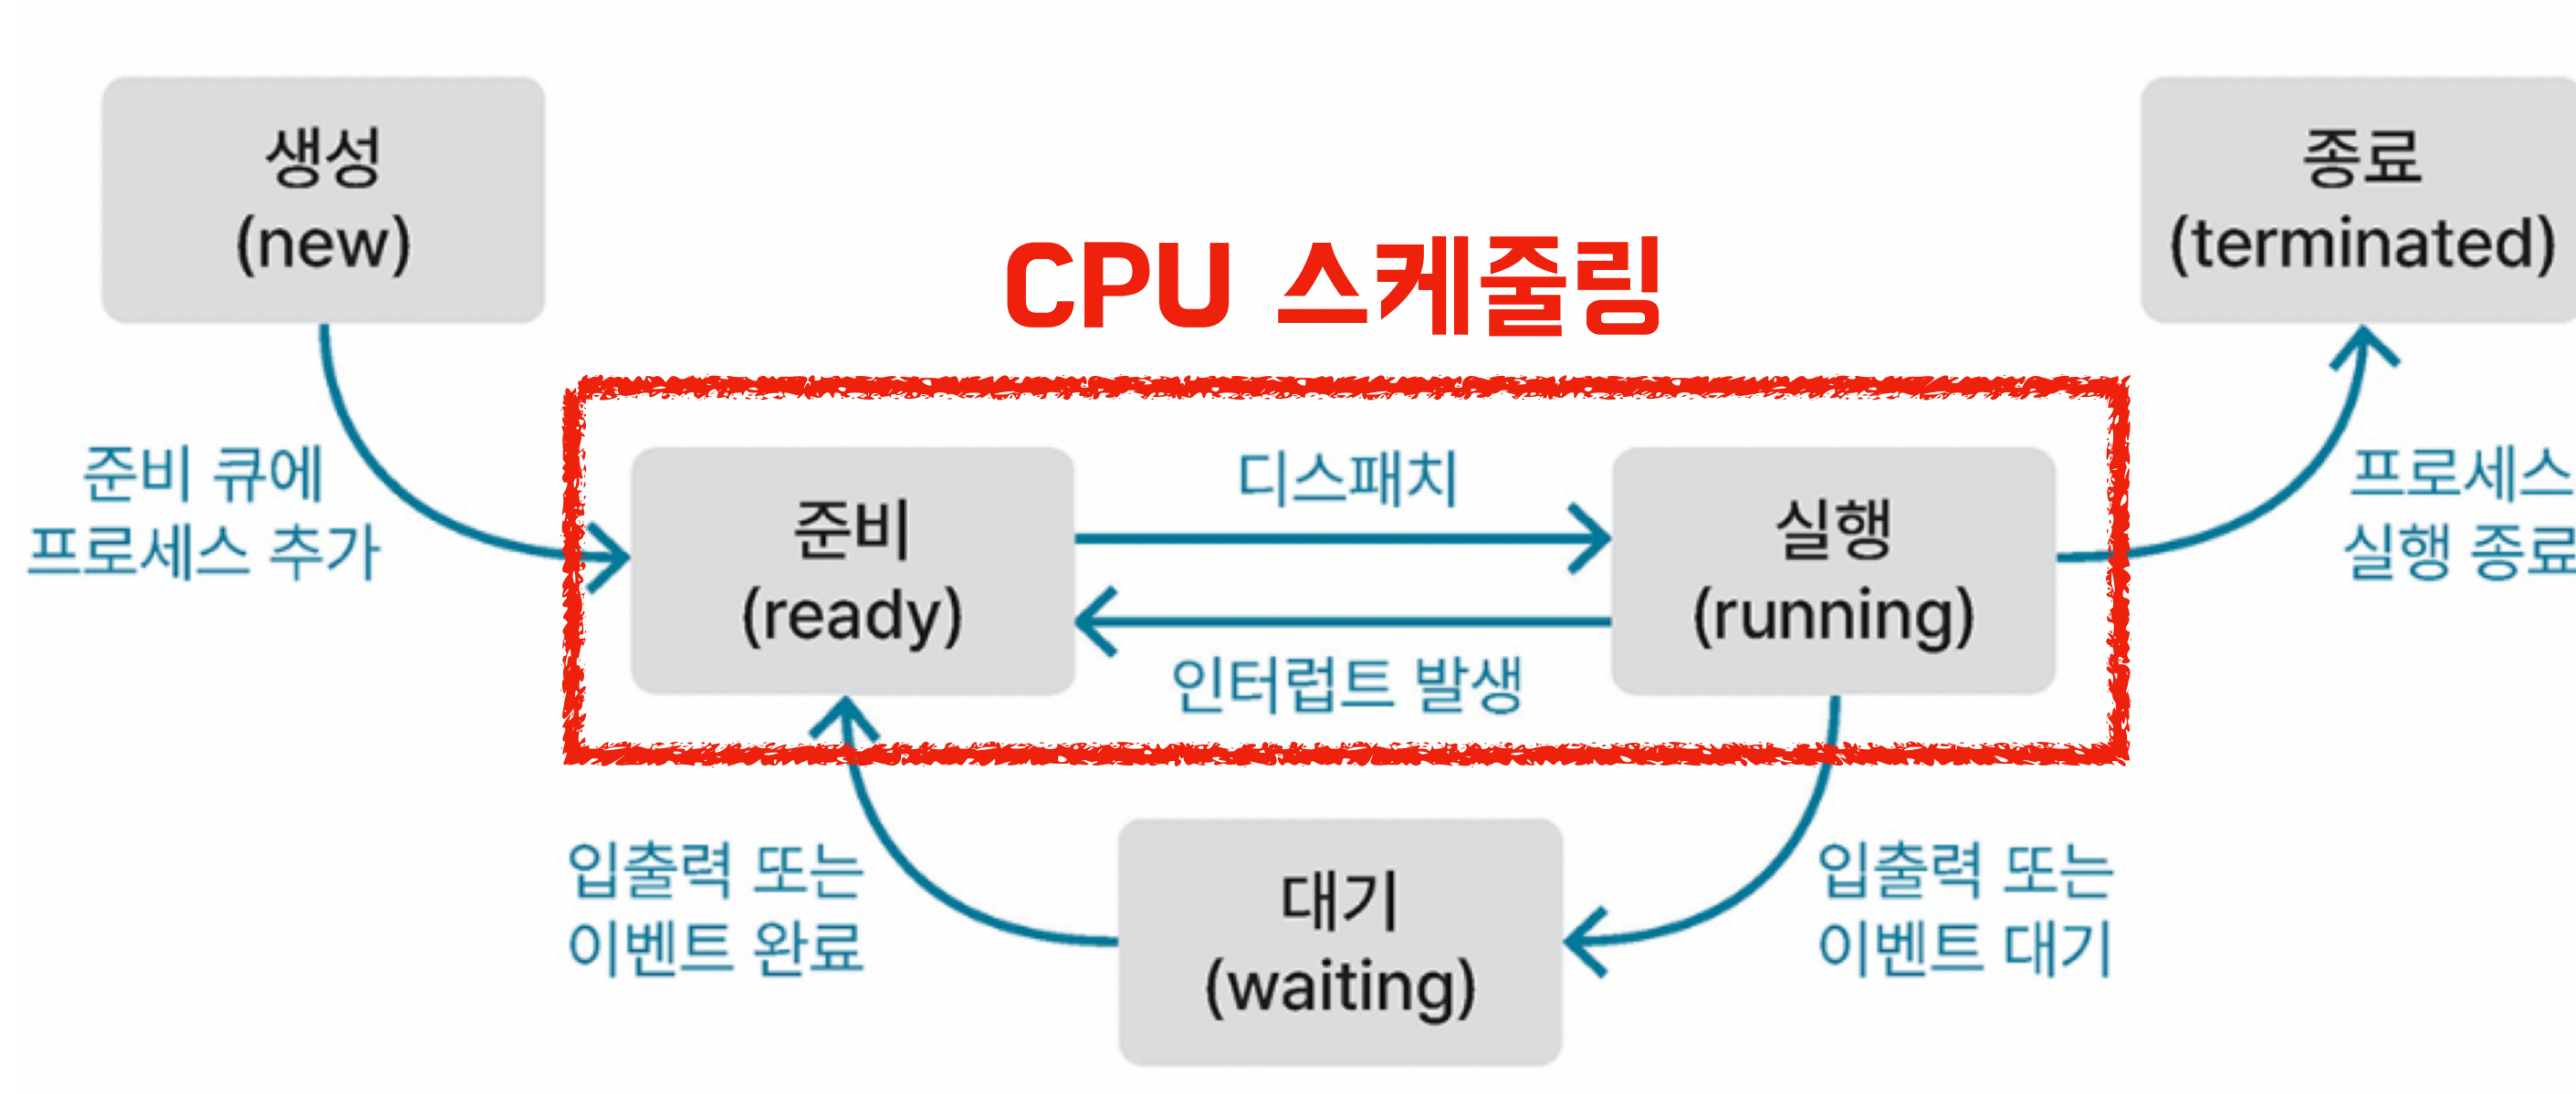 생성
(new)
종료
(terminated)
CPU 스케줄링
준비 큐에
프로세스 추가
준비
(ready)
디스패치
인터럽트 발생
실행
(running)
프로세스
실행 종료
입출력 또는
이벤트 완료
대기
(waiting)
입출력 또는
이벤트 대기